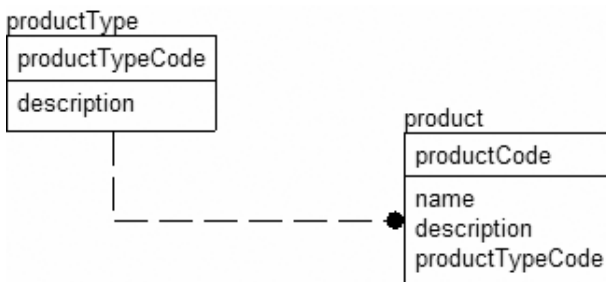 productType
productTypeCode
description
product
productCode
name
description
productTypeCode